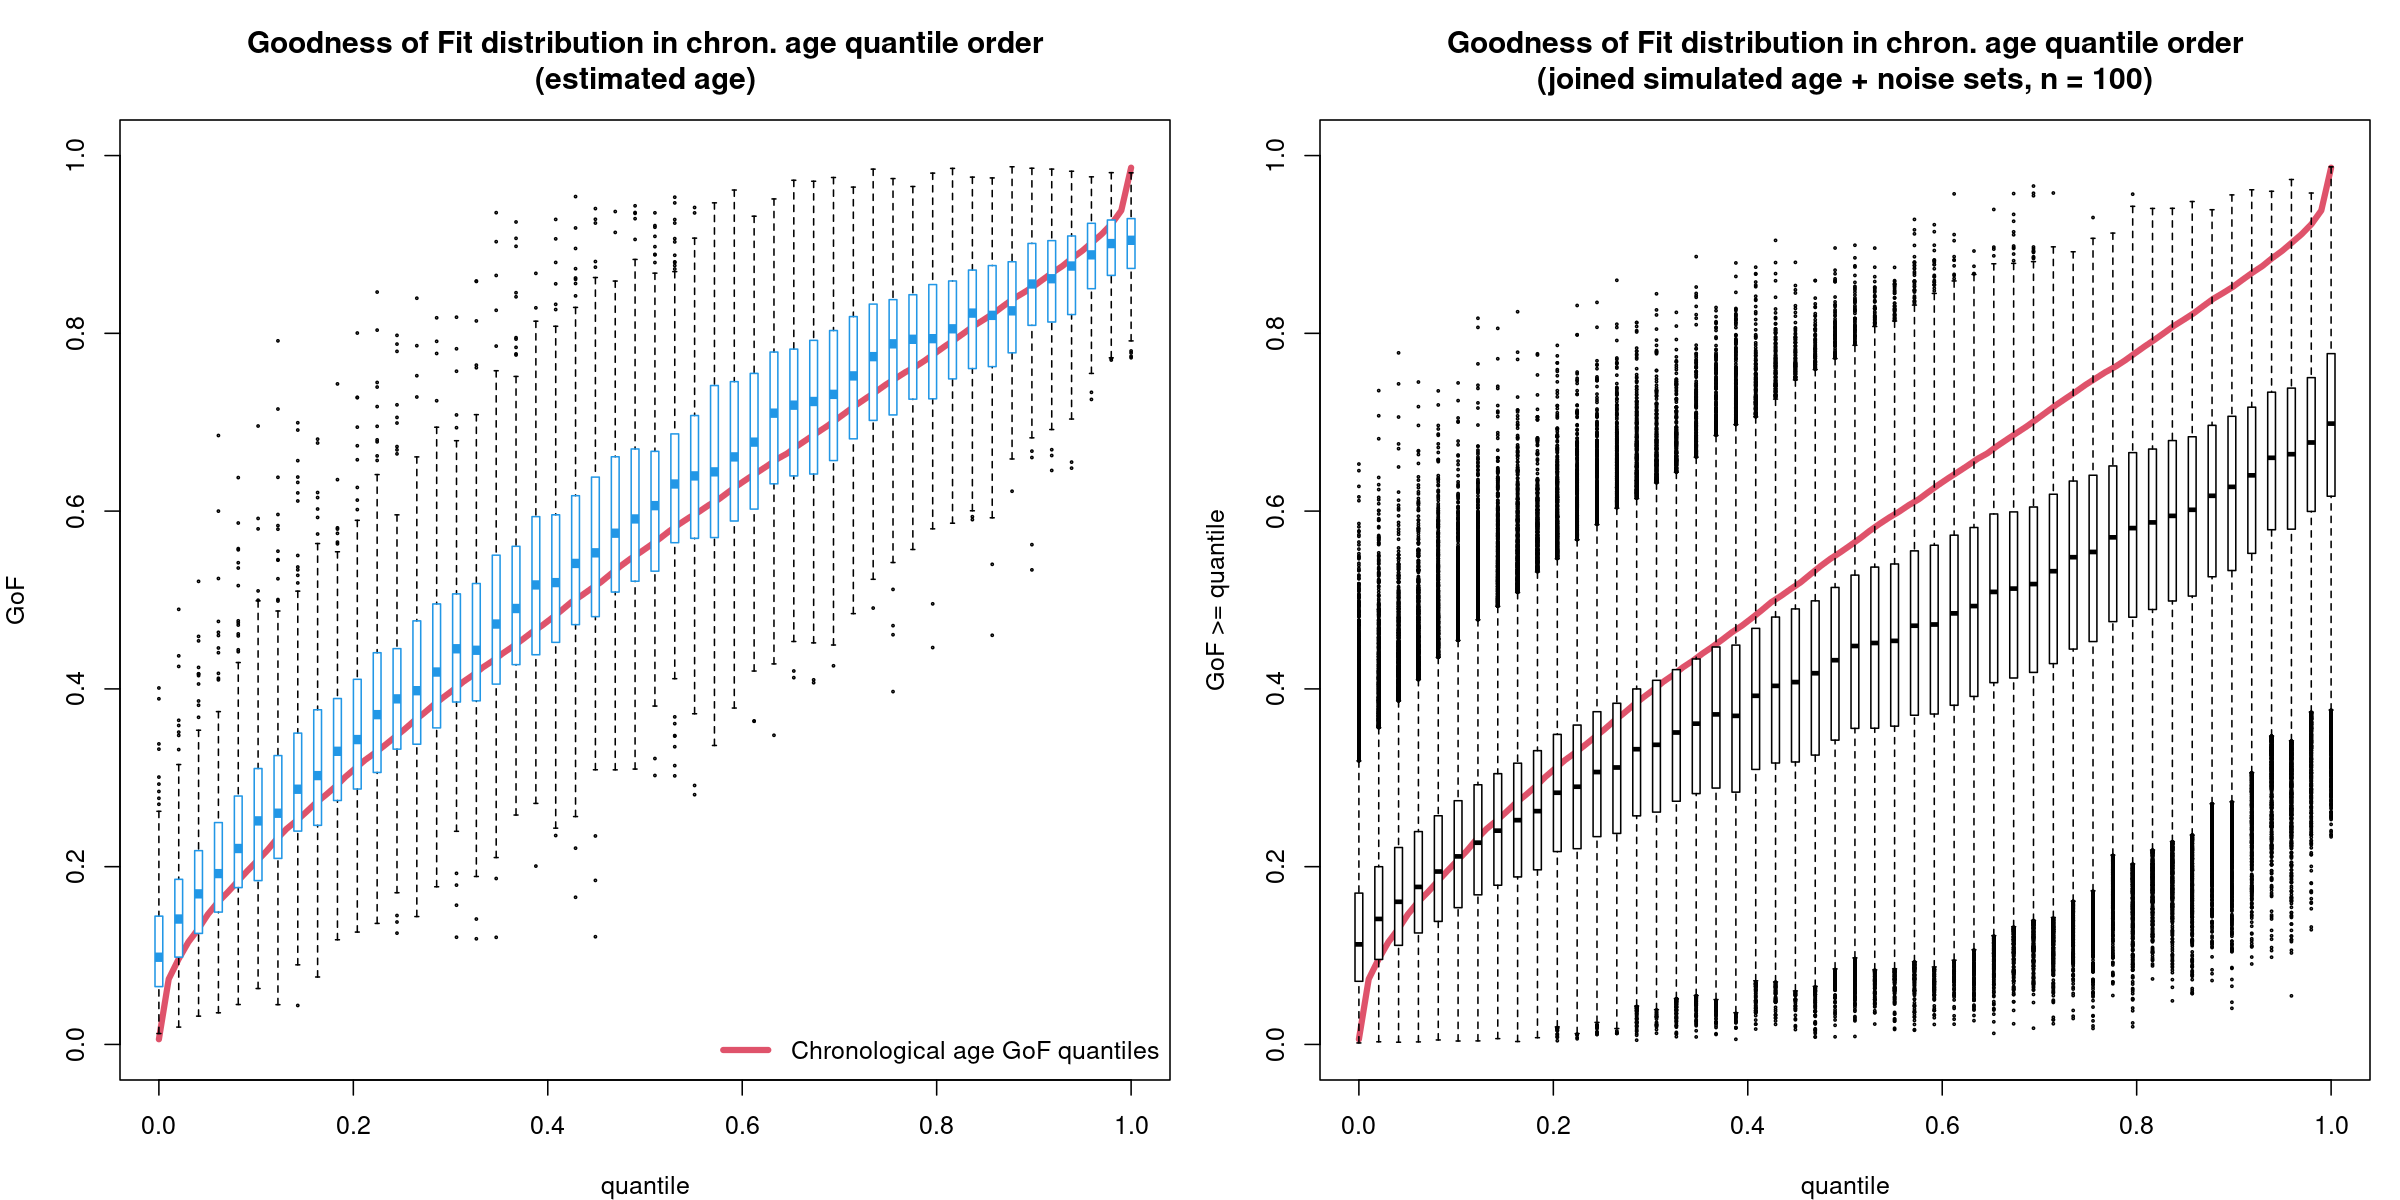 Goodness of Fit distribution in chron. age quantile order
(estimated age)
GoF
1.0
0.8
0.6
0.4
0.2
0.0
Chronological age GoF quantiles
0.0 0.2 0.4 0.6 0.8 1.0
quantile
Goodness of Fit distribution in chron. age quantile order
(joined simulated age + noise sets, n = 100)
GoF >= quantile
1.0
0.8
0.6
0.4
0.2
0.0
0.0 0.2 0.4 0.6 0.8 1.0
quantile